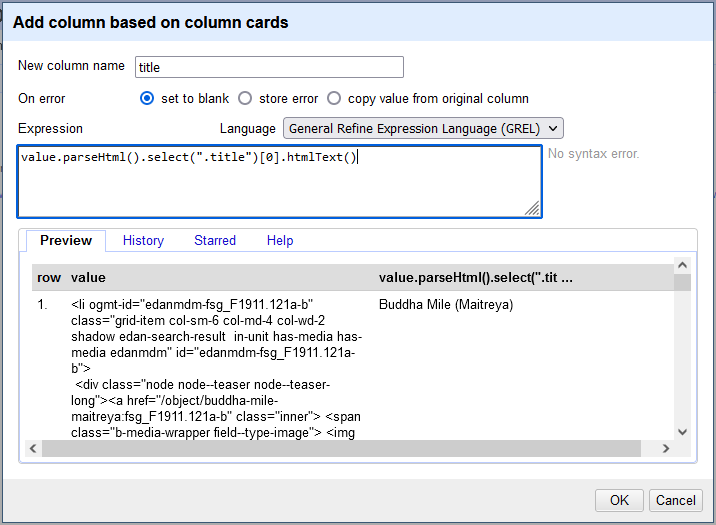 Add column based on column cards
New column name title
On error set to blank store error copy value from original column
Expression Language General Refine Expression Language (GREL)
value.parseHtml().select(".title")[0].htmlText() No syntax error.
Preview History Starred Help
row value value.parseHtml().select(".tit ...
1. <li ogmt-id="edanmdm-fsg_F1911.121a-b" Buddha Mile (Maitreya)
class="grid-item col-sm-6 col-md-4 col-wd-2
shadow edan-search-result in-unit has-media has-
media edanmdm" id="edanmdm-fsg_F1911.121a-
b">
<div class="node node--teaser node--teaser-
long"><a href="/object/buddha-mile-
maitreya:fsg_F1911.121a-b" class="inner"> <span
class="b-media-wrapper field--type-image"> <img
OK Cancel